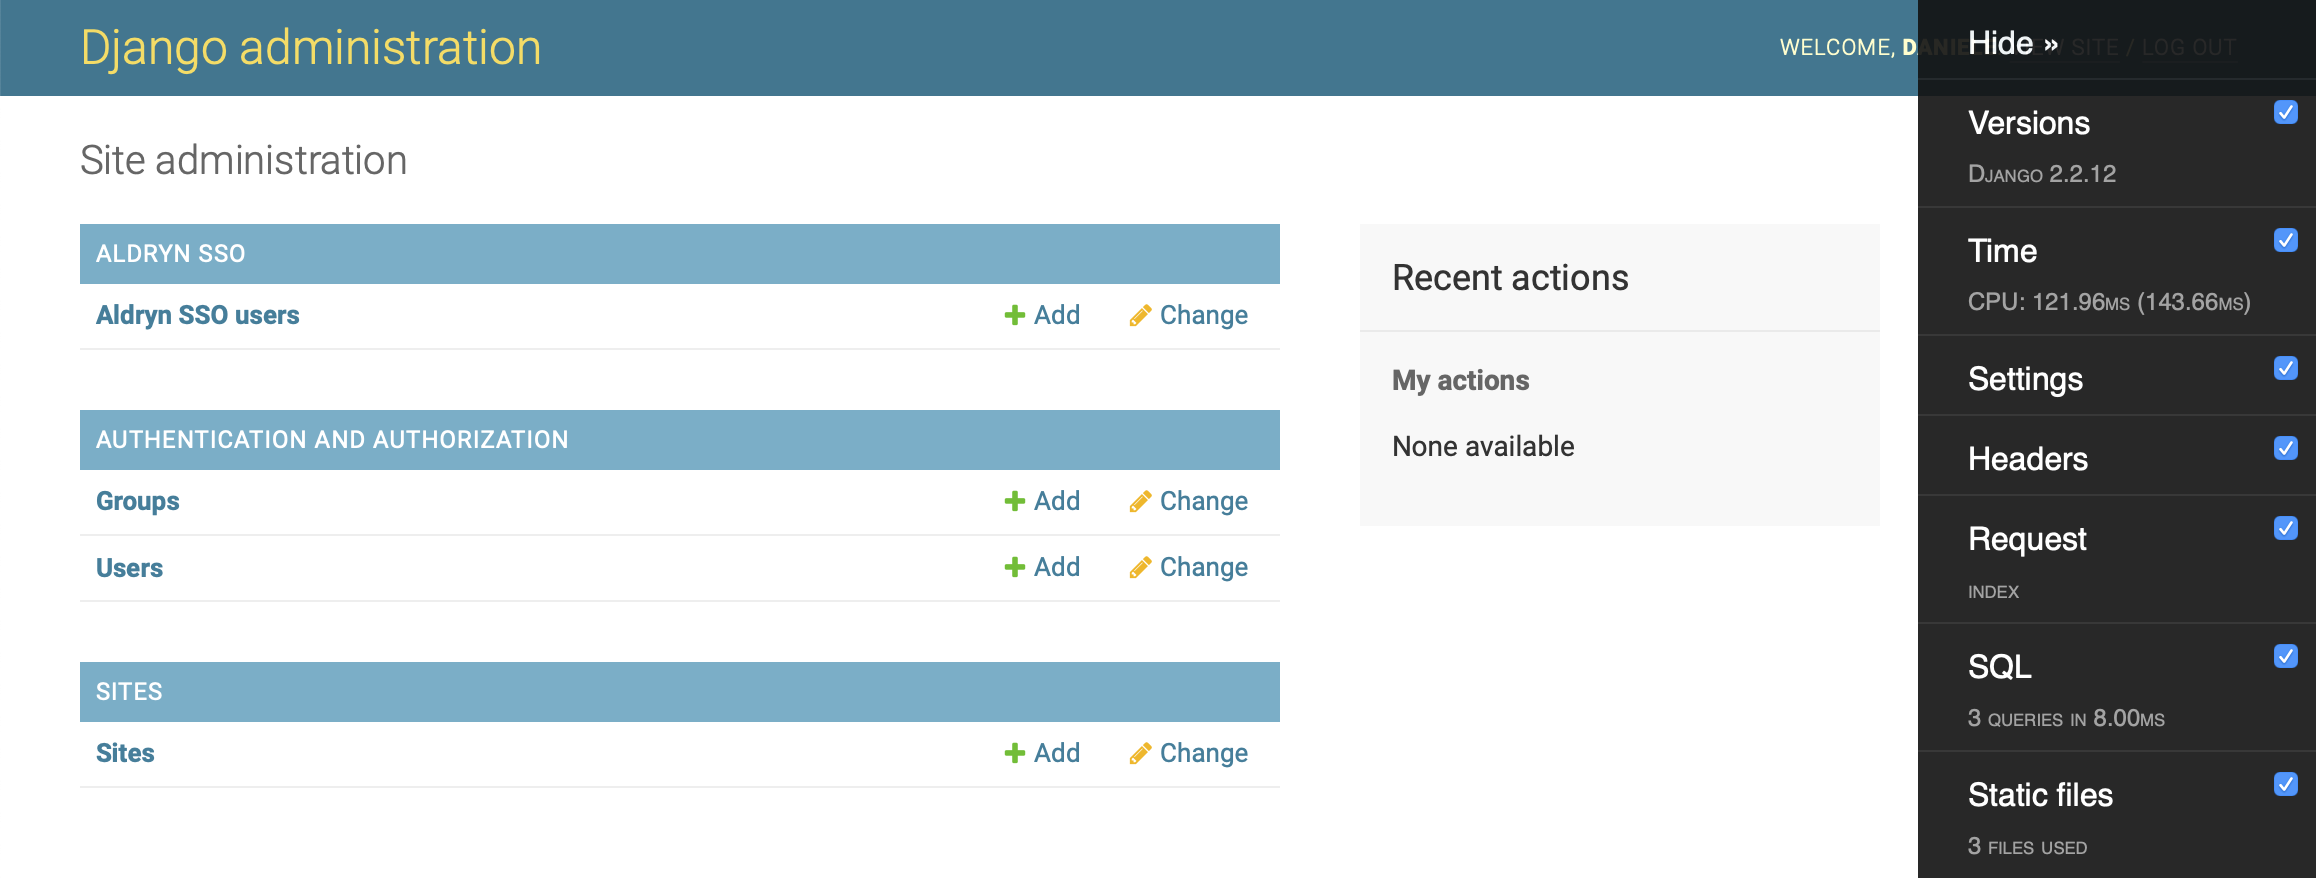 Django administration
WELCOME, DANIE / SITE / LOG OUT
Hide »
Site administration
ALDRYN SSO
Aldryn SSO users Add Change
AUTHENTICATION AND AUTHORIZATION
Groups Add Change
Users Add Change
SITES
Sites Add Change
Recent actions
My actions
None available
Versions
DJANGO 2.2.12
Time
CPU: 121.96MS (143.66MS)
Settings
Headers
Request
INDEX
SQL
3 QUERIES IN 8.00MS
Static files
3 FILES USED